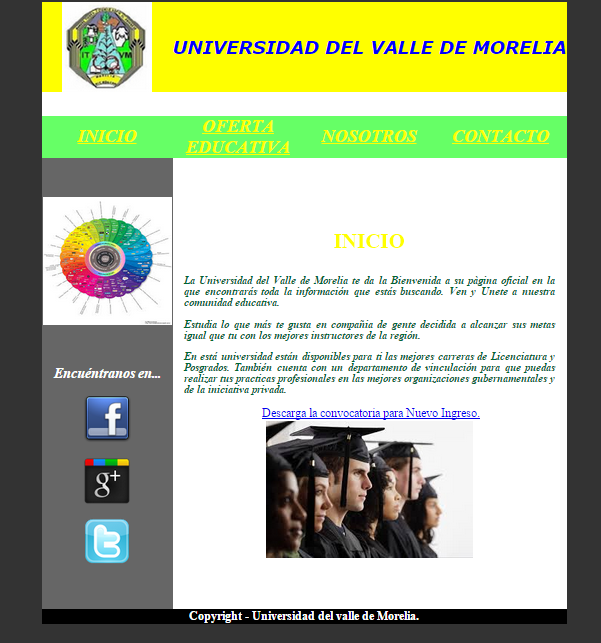 UNIVERSIDAD DEL VALLE DE MORELIA
IT VM
INICIO
OFERTA
EDUCATIVA
NOSOTROS
CONTACTO
INICIO
La Universidad del Valle de Morelia te da la Bienvenida a su página oficial en la
que encontrarás toda la información que estás buscando. Ven y Unete a nuestra
comunidad educativa.
Estudia lo que más te gusta en compañia de gente decidida a alcanzar sus metas
igual que tu con los mejores instructores de la región.
En está universidad están disponibles para ti las mejores carreras de Licenciatura y
Posgrados. También cuenta con un departamento de vinculación para que puedas
realizar tus practicas profesionales en las mejores organizaciones gubernamentales y
de la iniciativa privada.
Descarga la convocatoria para Nuevo Ingreso.
Encuéntranos en...
f
g+
t
Copyright - Universidad del valle de Morelia.